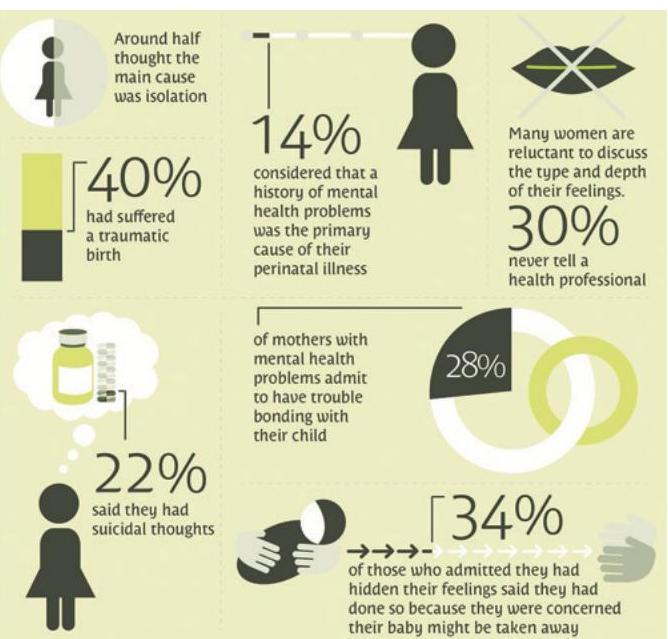 Around half
thought the
main cause
was isolation
40%
had suffered
a traumatic
birth
14%
considered that a
history of mental
health problems
was the primary
cause of their
perinatal illness
Many women are
reluctant to discuss
the type and depth
of their feelings.
30%
never tell a
health professional
22%
said they had
suicidal thoughts
28%
of mothers with
mental health
problems admit
to have trouble
bonding with
their child
34%
of those who admitted they had
hidden their feelings said they had
done so because they were concerned
their baby might be taken away